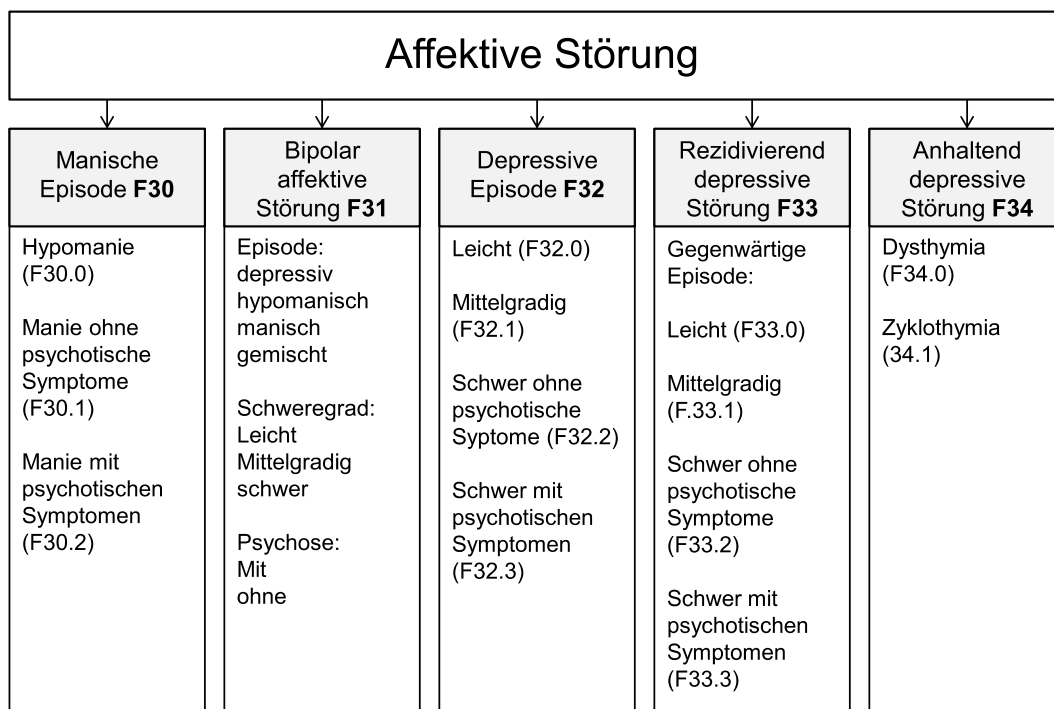 Affektive Störung
Manische
Episode F30
Hypomanie
(F30.0)
Manie ohne
psychotische
Symptome
(F30.1)
Manie mit
psychotischen
Symptomen
(F30.2)
Bipolar
affektive
Störung F31
Episode:
depressiv
hypomanisch
manisch
gemischt
Schweregrad:
Leicht
Mittelgradig
schwer
Psychose:
Mit
ohne
Depressive
Episode F32
Leicht (F32.0)
Mittelgradig
(F32.1)
Schwer ohne
psychotische
Syptome (F32.2)
Schwer mit
psychotischen
Symptomen
(F32.3)
Rezidivierend
depressive
Störung F33
Gegenwärtige
Episode:
Leicht (F33.0)
Mittelgradig
(F.33.1)
Schwer ohne
psychotische
Symptome
(F33.2)
Schwer mit
psychotischen
Symptomen
(F33.3)
Anhaltend
depressive
Störung F34
Dysthymia
(F34.0)
Zyklothymia
(34.1)